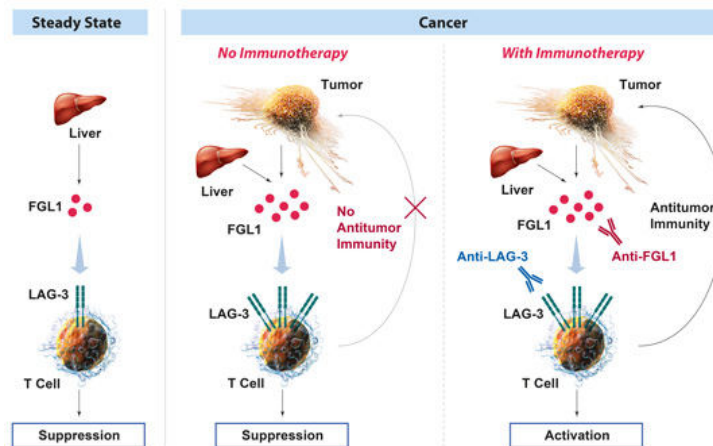 Steady State
Liver
FGL1
LAG-3
T Cell
Suppression
Cancer
No Immunotherapy
Tumor
Liver
FGL1
No
Antitumor
Immunity
LAG-3
T Cell
Suppression
With Immunotherapy
Tumor
Liver
FGL1
Antitumor
Immunity
Anti-LAG-3
Anti-FGL1
LAG-3
T Cell
Activation